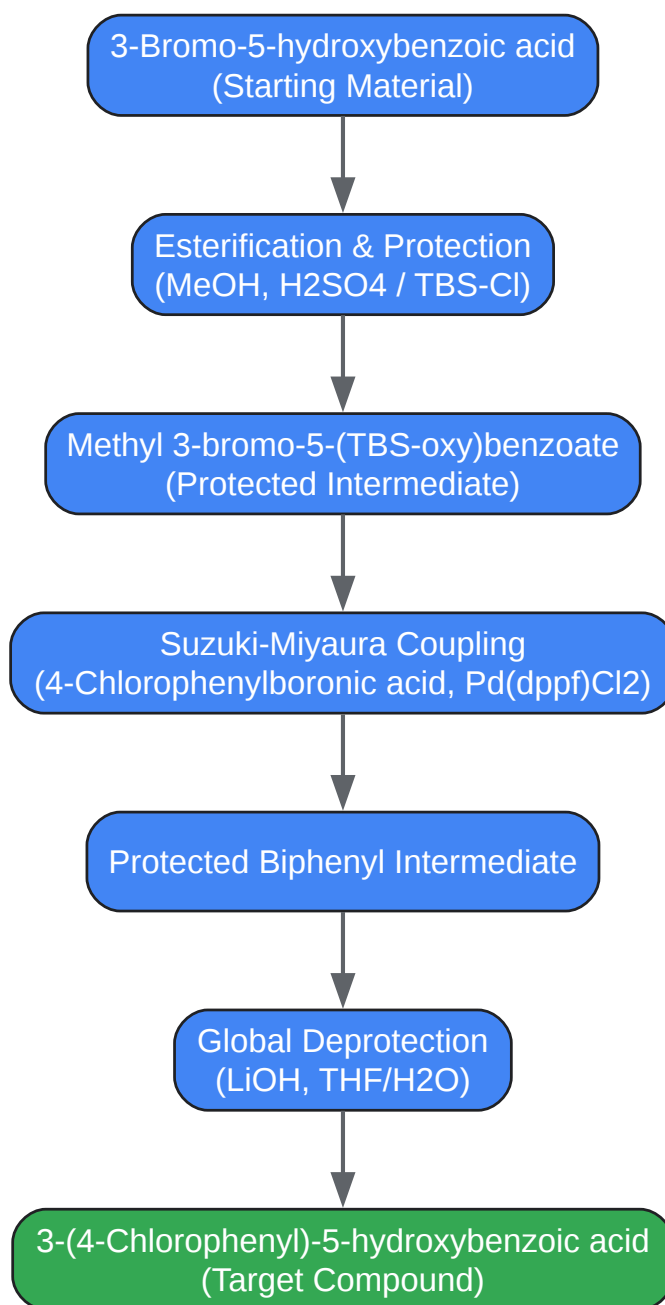 3-Bromo-5-hydroxybenzoic acid
(Starting Material)
Esterification & Protection
(MeOH, H2SO4 / TBS-Cl)
Methyl 3-bromo-5-(TBS-oxy)benzoate
(Protected Intermediate)
Suzuki-Miyaura Coupling
(4-Chlorophenylboronic acid, Pd(dppf)Cl2)
Protected Biphenyl Intermediate
Global Deprotection
(LiOH, THF/H2O)
3-(4-Chlorophenyl)-5-hydroxybenzoic acid
(Target Compound)